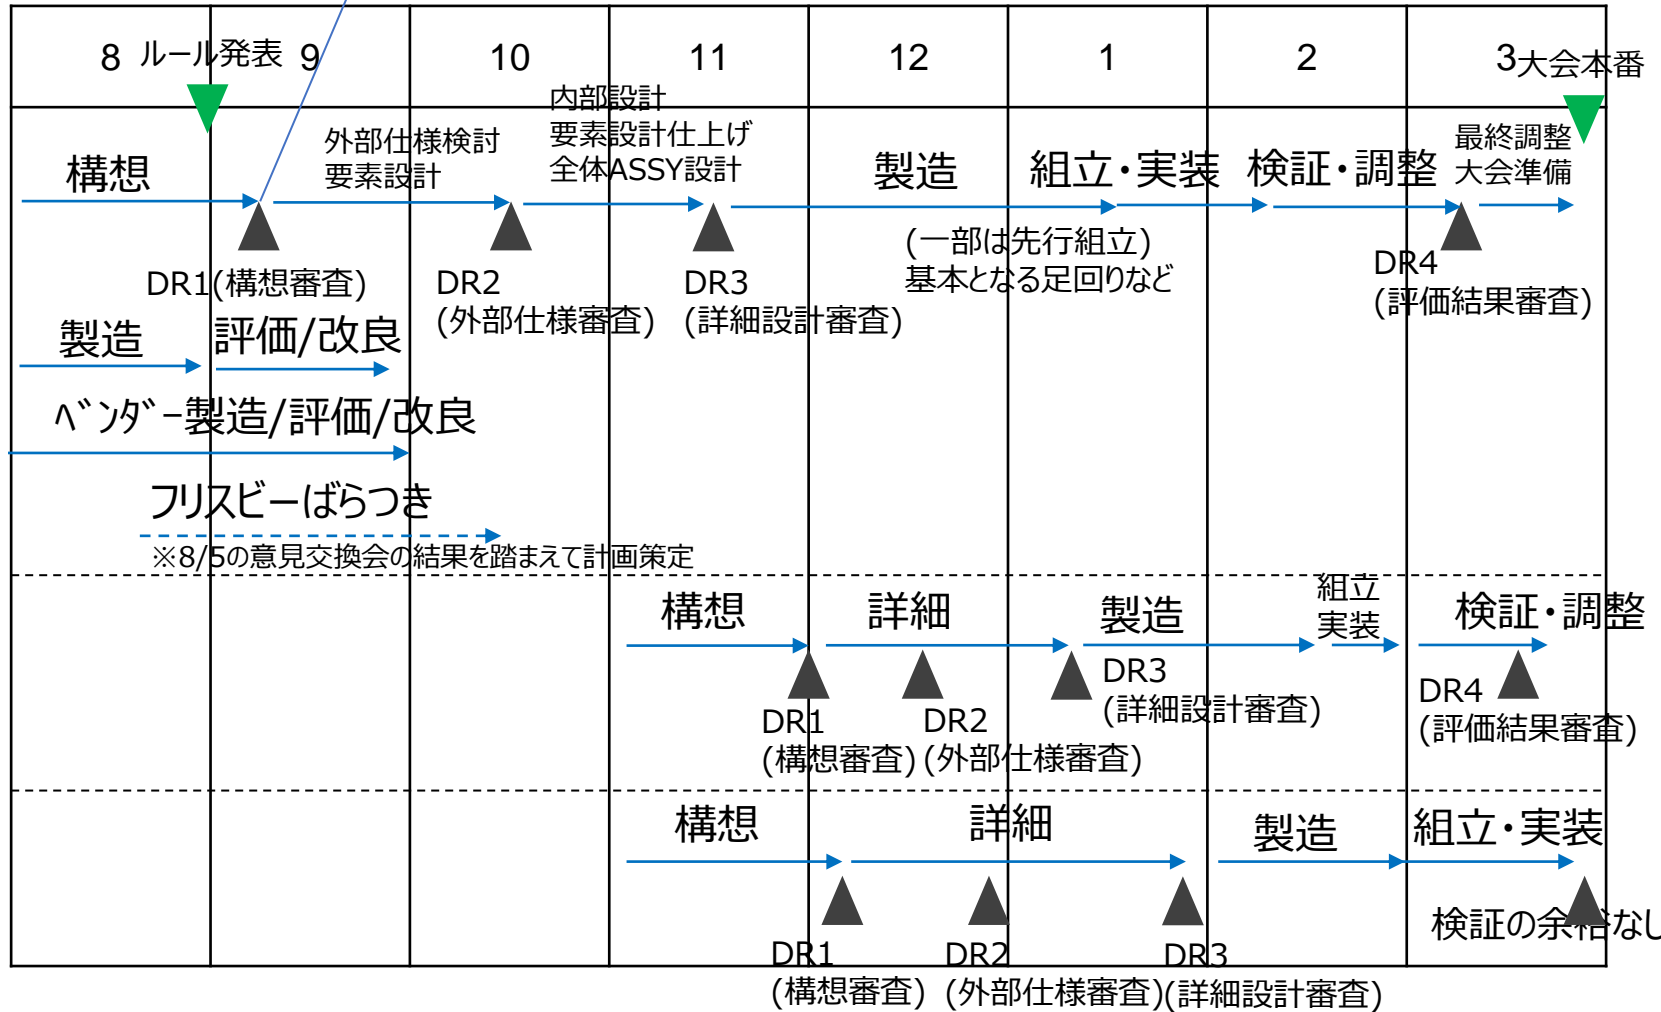 8
ルール発表
9
10
11
12
1
2
3
大会本番
構想
外部仕様検討
要素設計
内部設計
要素設計仕上げ
全体ASSY設計
製造
組立・実装
検証・調整
最終調整
大会準備
DR1(構想審査)
DR2
(外部仕様審査)
DR3
(詳細設計審査)
(一部は先行組立)
基本となる足回りなど
DR4
(評価結果審査)
製造
評価/改良
ﾍﾞﾝﾀﾞｰ製造/評価/改良
フリスビーばらつき
※8/5の意見交換会の結果を踏まえて計画策定
構想
詳細
製造
組立
実装
検証・調整
DR1
(構想審査)
DR2
(外部仕様審査)
DR3
(詳細設計審査)
DR4
(評価結果審査)
構想
詳細
製造
組立・実装
検証の余裕なし
DR1
(構想審査)
DR2
(外部仕様審査)
DR3
(詳細設計審査)